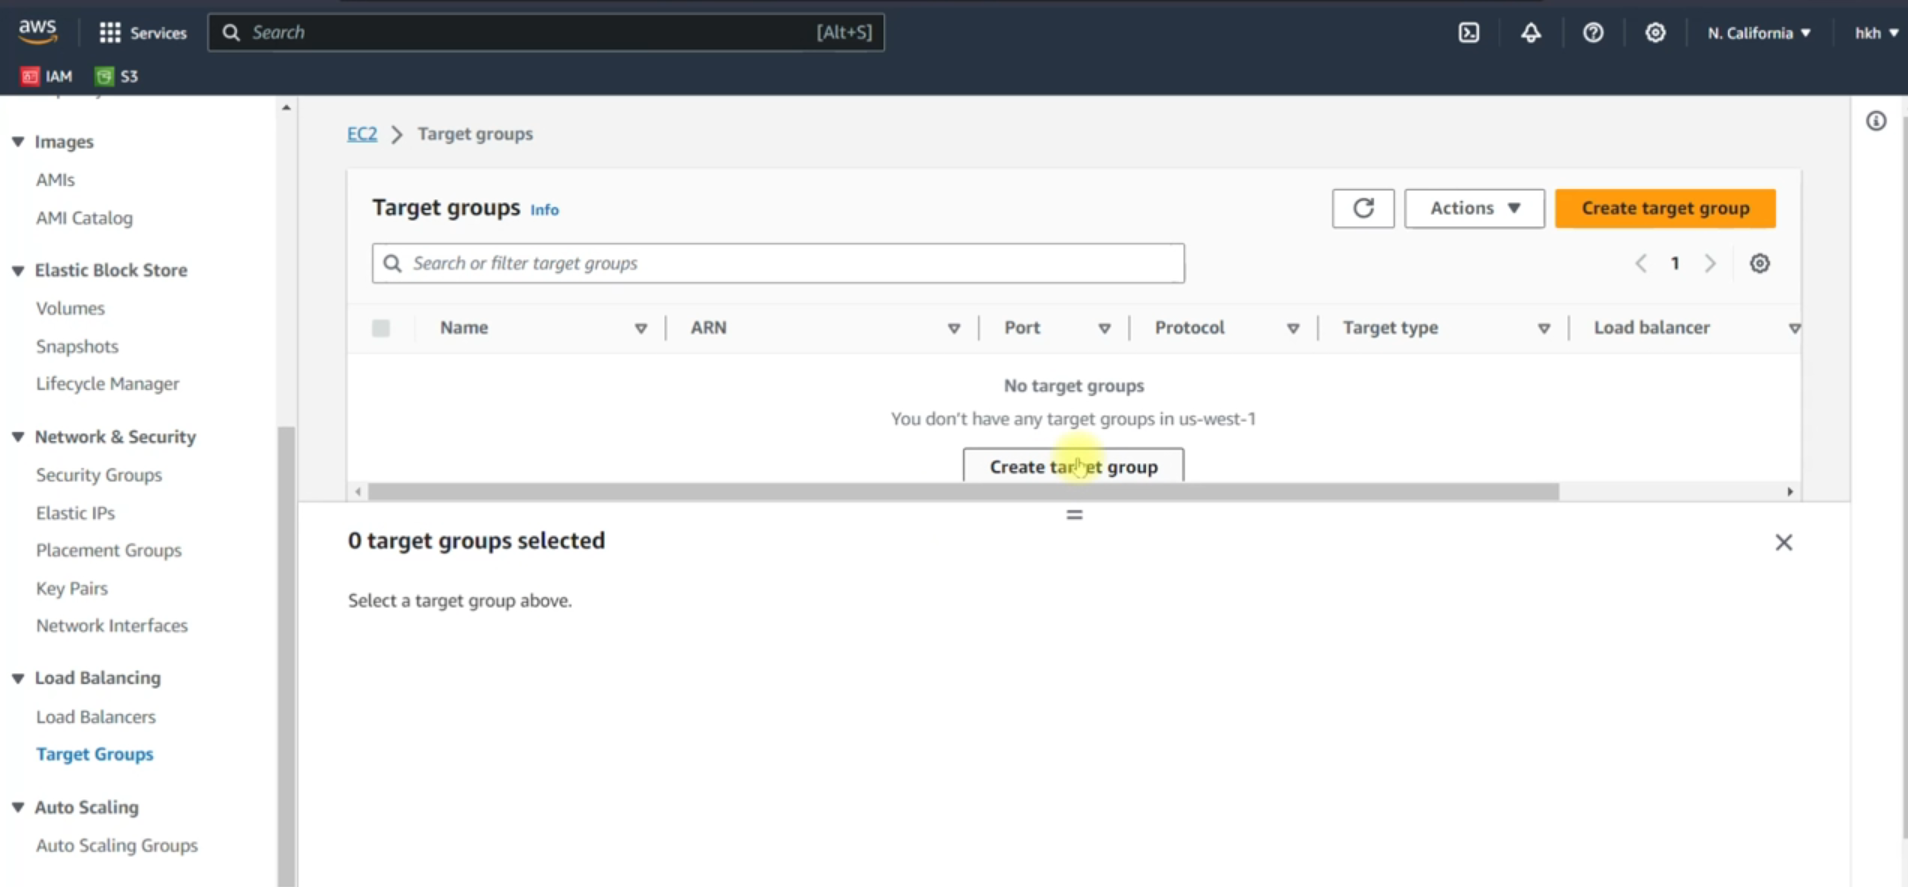 aws
Services
Search [Alt+S]
N. California
hkh
IAM
S3
Images
AMIs
AMI Catalog
Elastic Block Store
Volumes
Snapshots
Lifecycle Manager
Network & Security
Security Groups
Elastic IPs
Placement Groups
Key Pairs
Network Interfaces
Load Balancing
Load Balancers
Target Groups
Auto Scaling
Auto Scaling Groups
EC2 > Target groups
Target groups Info
Actions
Create target group
Search or filter target groups
1
Name ARN Port Protocol Target type Load balancer
No target groups
You don't have any target groups in us-west-1
Create target group
0 target groups selected
Select a target group above.